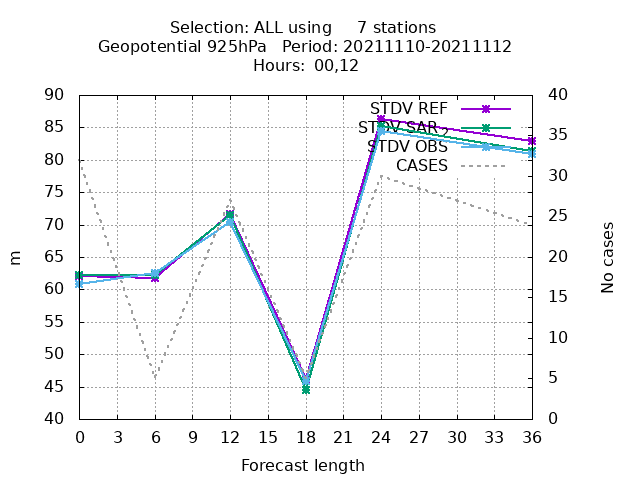 Selection: ALL using 7 stations
Geopotential 925hPa Period: 20211110-20211112
Hours: 00,12
90
85
80
75
70
65
60
55
50
45
40
m
40
35
30
25
20
15
10
5
0
No cases
STDV REF
STDV SAR_2
STDV OBS
CASES
0 3 6 9 12 15 18 21 24 27 30 33 36
Forecast length